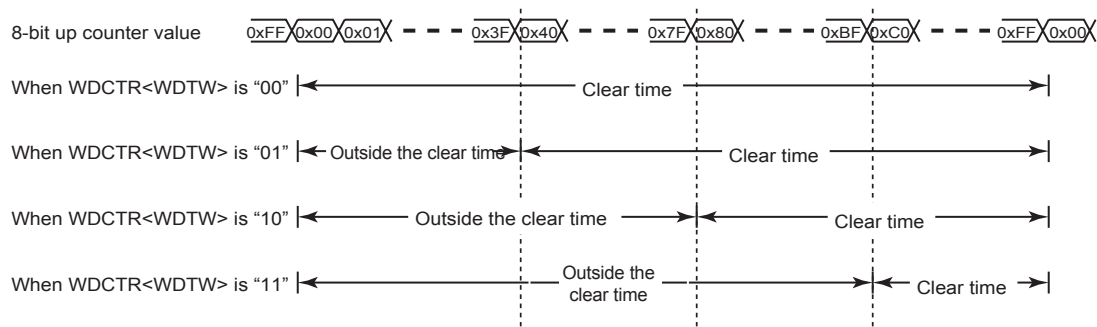 8-bit up counter value 0xFF 0x00 0x01 0x3F 0x40 0x7F 0x80 0xBF 0xC0 0xFF 0x00
When WDCTR<WDTW> is “00” Clear time
When WDCTR<WDTW> is “01” Outside the clear time Clear time
When WDCTR<WDTW> is “10” Outside the clear time Clear time
When WDCTR<WDTW> is “11” Outside the
clear time Clear time